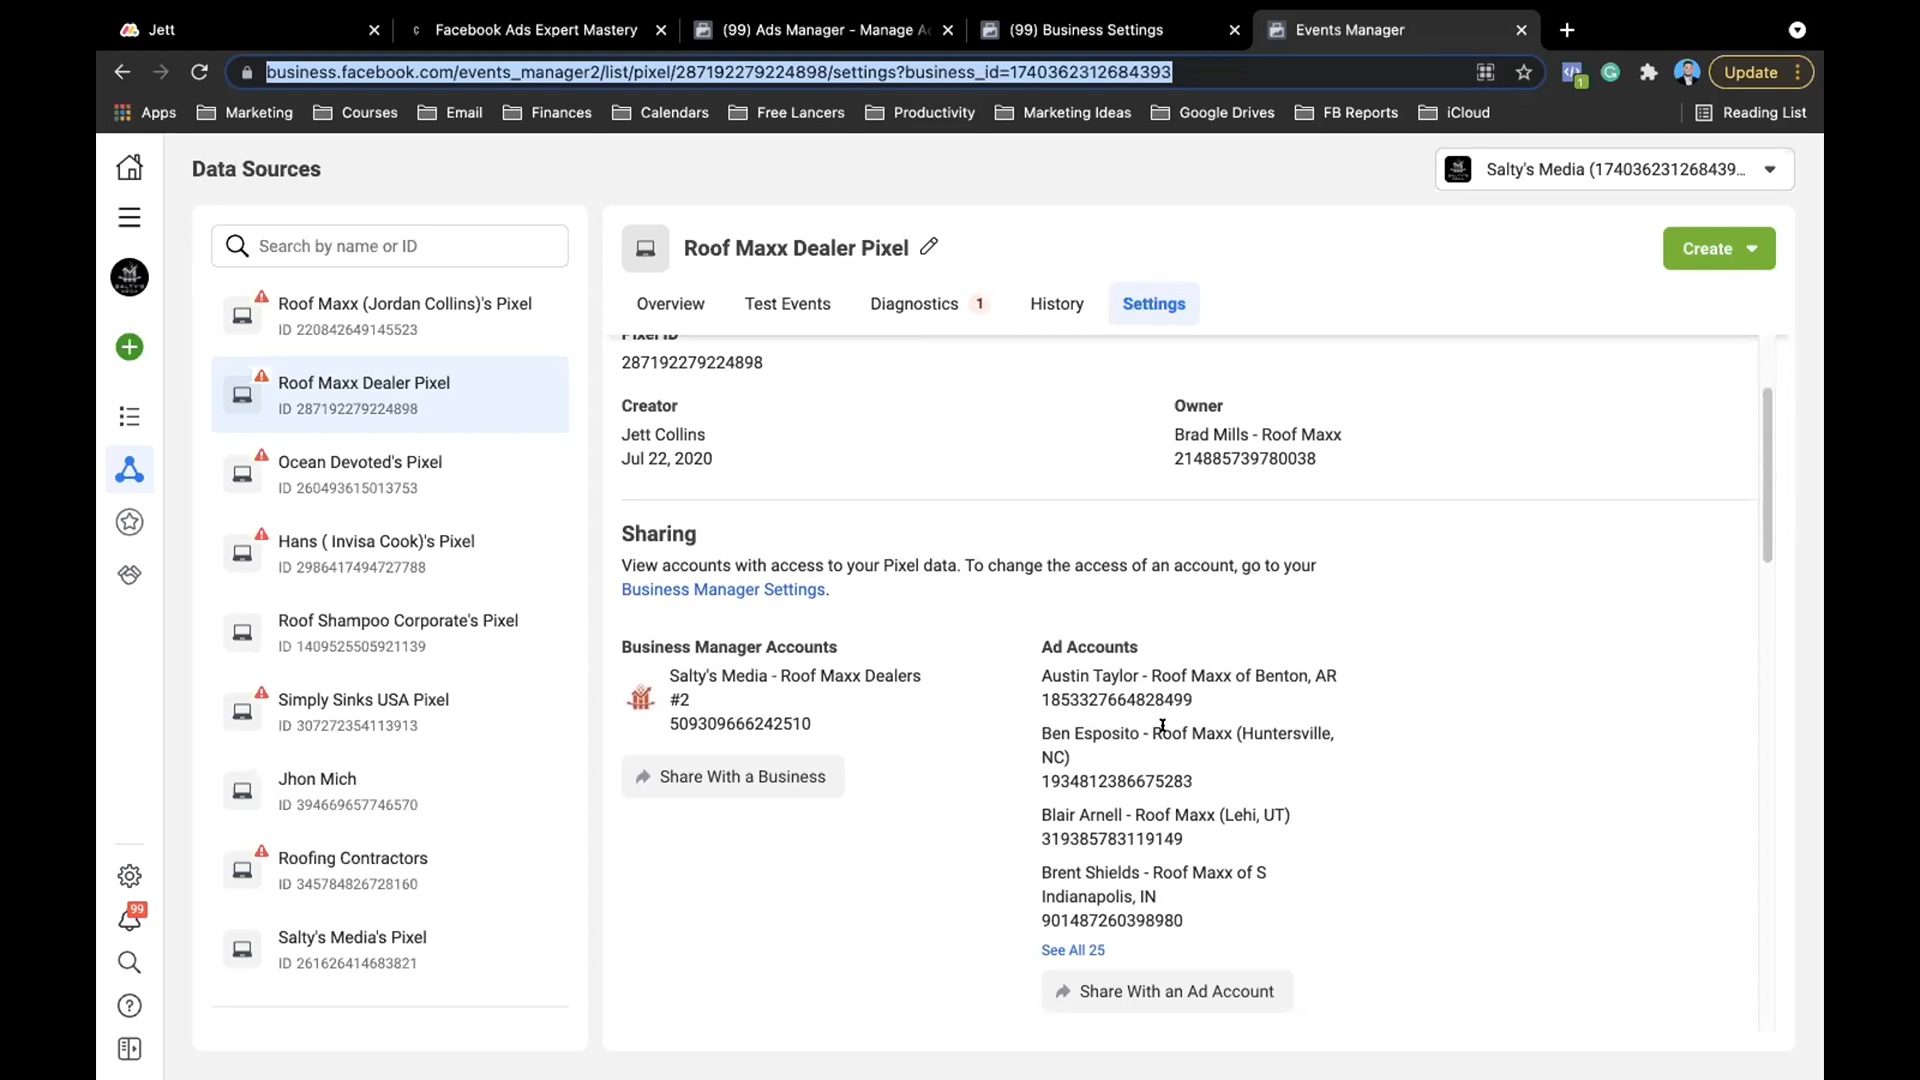 Jett
Facebook Ads Expert Mastery
(99) Ads Manager - Manage Ad
(99) Business Settings
Events Manager
business.facebook.com/events_manager2/list/pixel/287192279224898/settings?business_id=1740362312684393
1
Update
Apps
Marketing
Courses
Email
Finances
Calendars
Free Lancers
Productivity
Marketing Ideas
Google Drives
FB Reports
iCloud
Reading List
Data Sources
Salty's Media (174036231268439...
Search by name or ID
Roof Maxx (Jordan Collins)'s Pixel
ID 220842649145523
Roof Maxx Dealer Pixel
ID 287192279224898
Ocean Devoted's Pixel
ID 260493615013753
Hans ( Invisa Cook)'s Pixel
ID 2986417494727788
Roof Shampoo Corporate's Pixel
ID 1409525505921139
Simply Sinks USA Pixel
ID 307272354113913
Jhon Mich
ID 394669657746570
Roofing Contractors
ID 345784826728160
Salty's Media's Pixel
ID 261626414683821
99
Roof Maxx Dealer Pixel
Create
Overview
Test Events
Diagnostics 1
History
Settings
Pixel ID
287192279224898
Creator
Jett Collins
Jul 22, 2020
Owner
Brad Mills - Roof Maxx
214885739780038
Sharing
View accounts with access to your Pixel data. To change the access of an account, go to your
Business Manager Settings.
Business Manager Accounts
Salty's Media - Roof Maxx Dealers
#2
509309666242510
Share With a Business
Ad Accounts
Austin Taylor - Roof Maxx of Benton, AR
1853327664828499
Ben Esposito - Roof Maxx (Huntersville,
NC)
1934812386675283
Blair Arnell - Roof Maxx (Lehi, UT)
319385783119149
Brent Shields - Roof Maxx of S
Indianapolis, IN
901487260398980
See All 25
Share With an Ad Account